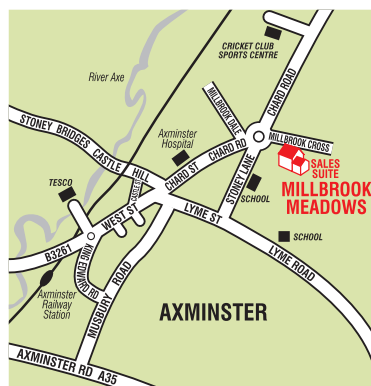 CRICKET CLUB
SPORTS CENTRE
River Axe
CHARD ROAD
MILLBROOK DALE
STONEY BRIDGES
Axminster
Hospital
CHARD RD
MILLBROOK CROSS
CASTLE HILL
CHARD ST
STONEY LANE
SALES
SUITE
MILLBROOK
MEADOWS
TESCO
SCHOOL
WEST ST
LYME ST
SCHOOL
B3261
KING EDWARD RD
LYME ROAD
Axminster
Railway
Station
MUSBURY ROAD
AXMINSTER
AXMINSTER RD A35